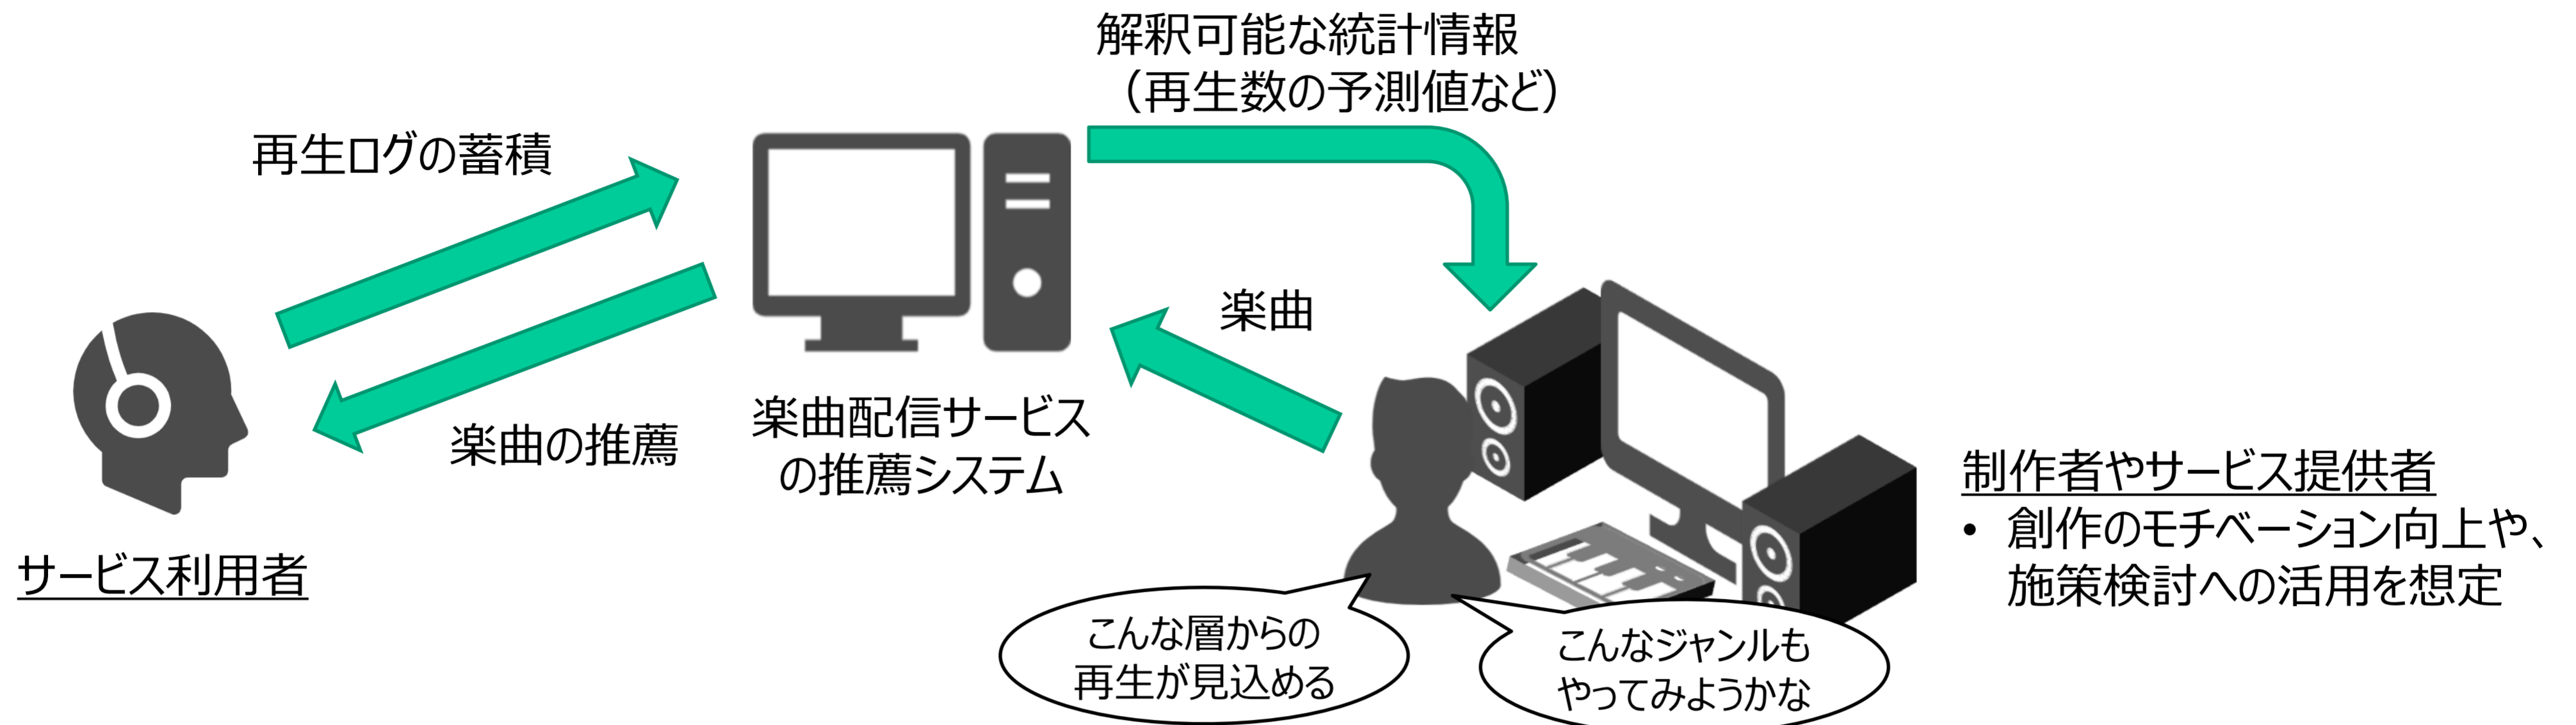 解釈可能な統計情報
（再生数の予測値など）
再生ログの蓄積
楽曲の推薦
サービス利用者
楽曲配信サービス
の推薦システム
楽曲
こんな層からの
再生が見込める
こんなジャンルも
やってみようかな
制作者やサービス提供者
• 創作のモチベーション向上や、
施策検討への活用を想定